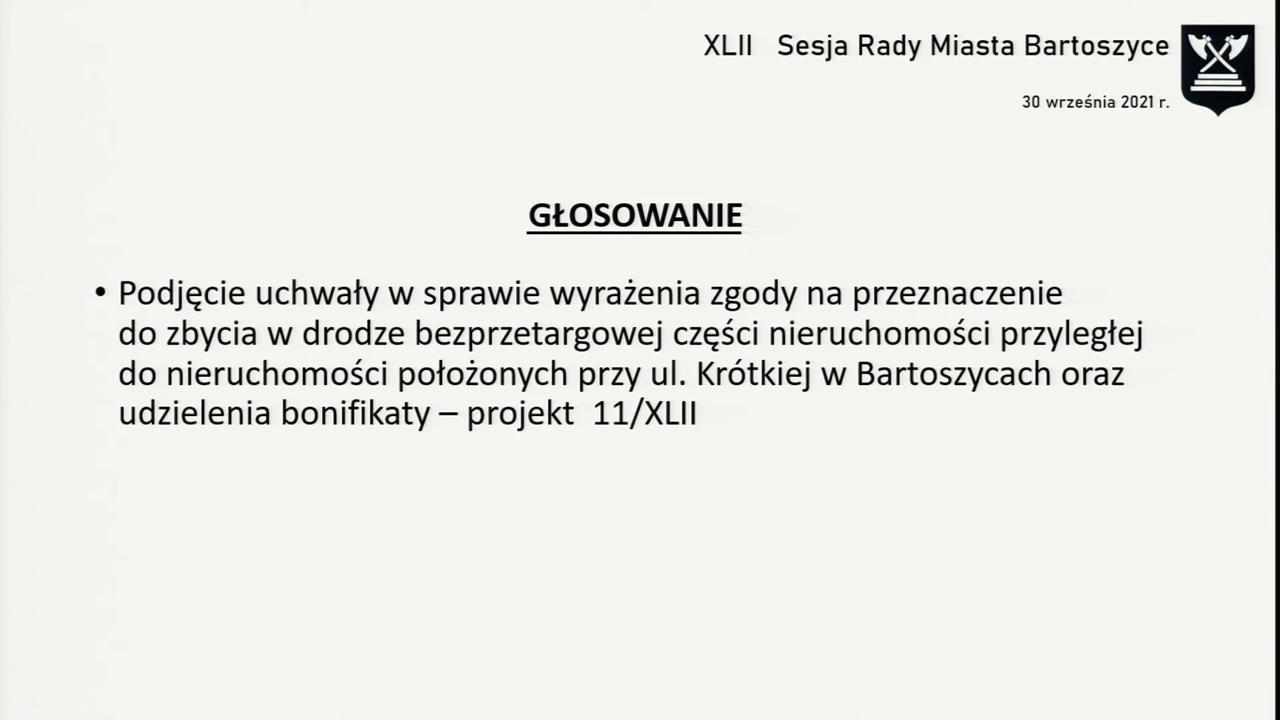 XLII Sesja Rady Miasta Bartoszyce
30 września 2021 r.
GŁOSOWANIE
• Podjęcie uchwały w sprawie wyrażenia zgody na przeznaczenie
do zbycia w drodze bezprzetargowej części nieruchomości przyległej
do nieruchomości położonych przy ul. Krótkiej w Bartoszycach oraz
udzielenia bonifikaty – projekt 11/XLII